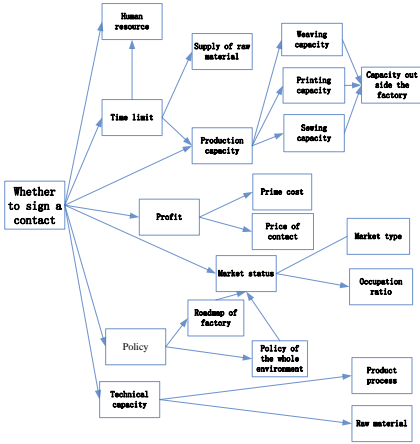 Human
resource
Weaving
capacity
Supply of raw
material
Printing
capacity
Capacity out
side the
factory
Time limit
Production
capacity
Sewing
capacity
Whether
to sign a
contact
Prime cost
Profit
Price of
contact
Market type
Market status
Occupation
ratio
Roadmap of
factory
Policy
Policy of
the whole
environment
Product
process
Technical
capacity
Raw material